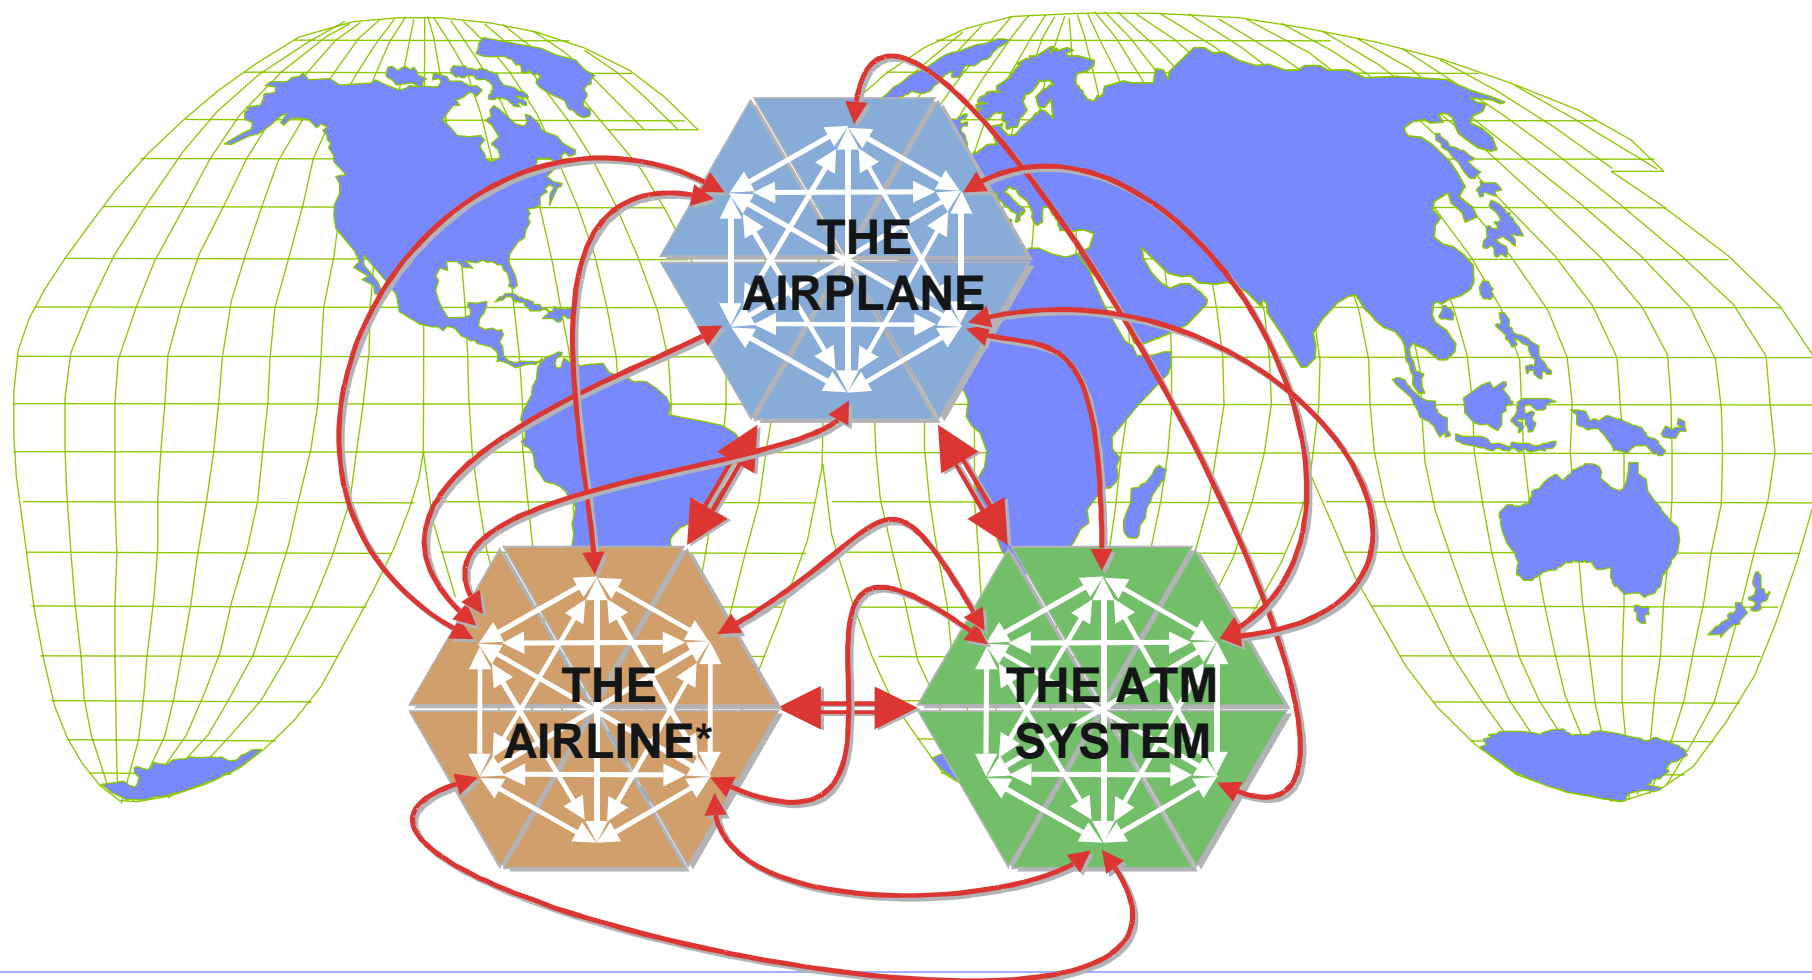 THE
AIRPLANE
THE
AIRLINE*
THE ATM
SYSTEM